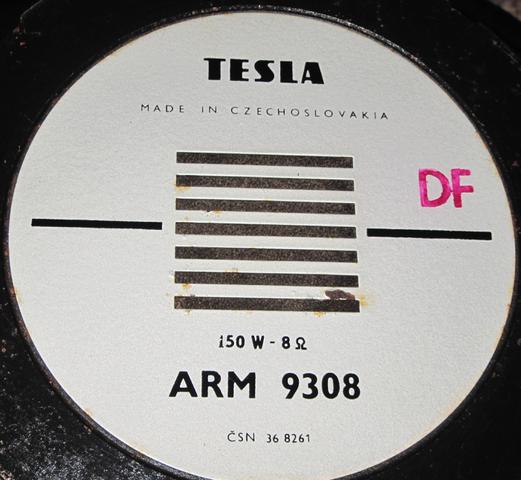 TESLA
MADE IN CZECHOSLOVAKIA
DF
150 W - 8 Ω
ARM 9308
ČSN 36 8261